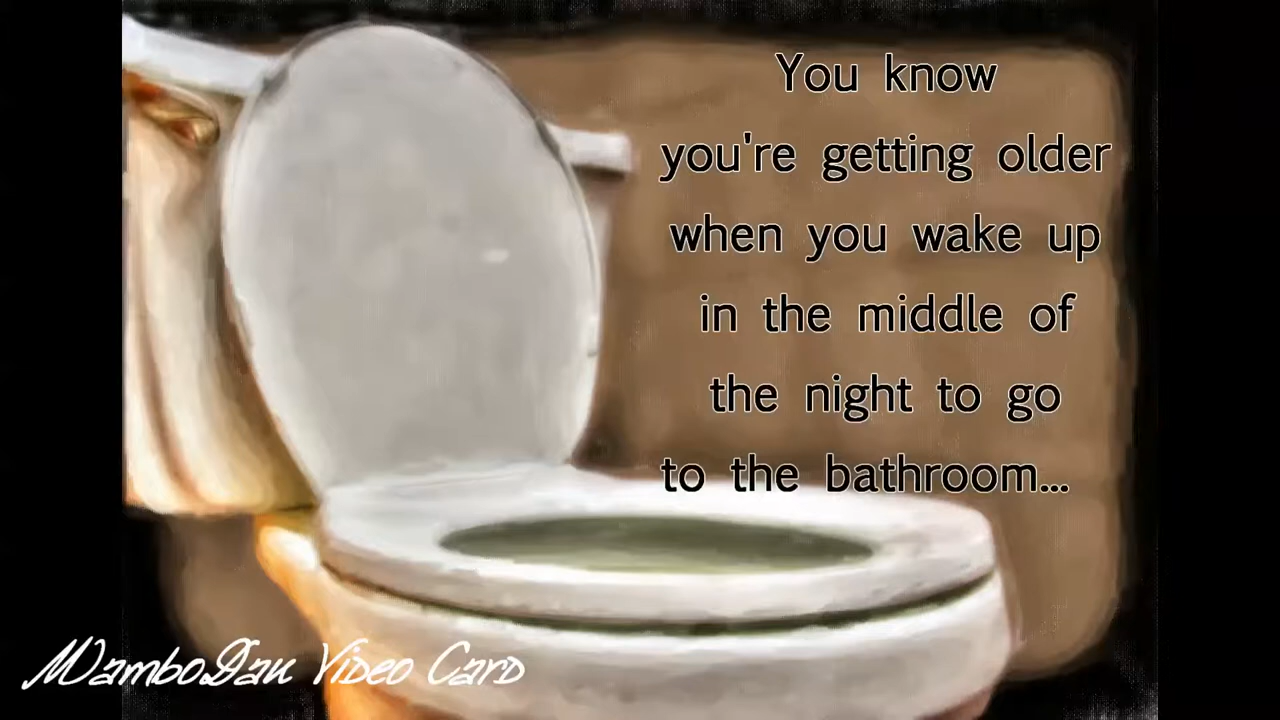 You know
you're getting older
when you wake up
in the middle of
the night to go
to the bathroom...
MamboDan Video Card